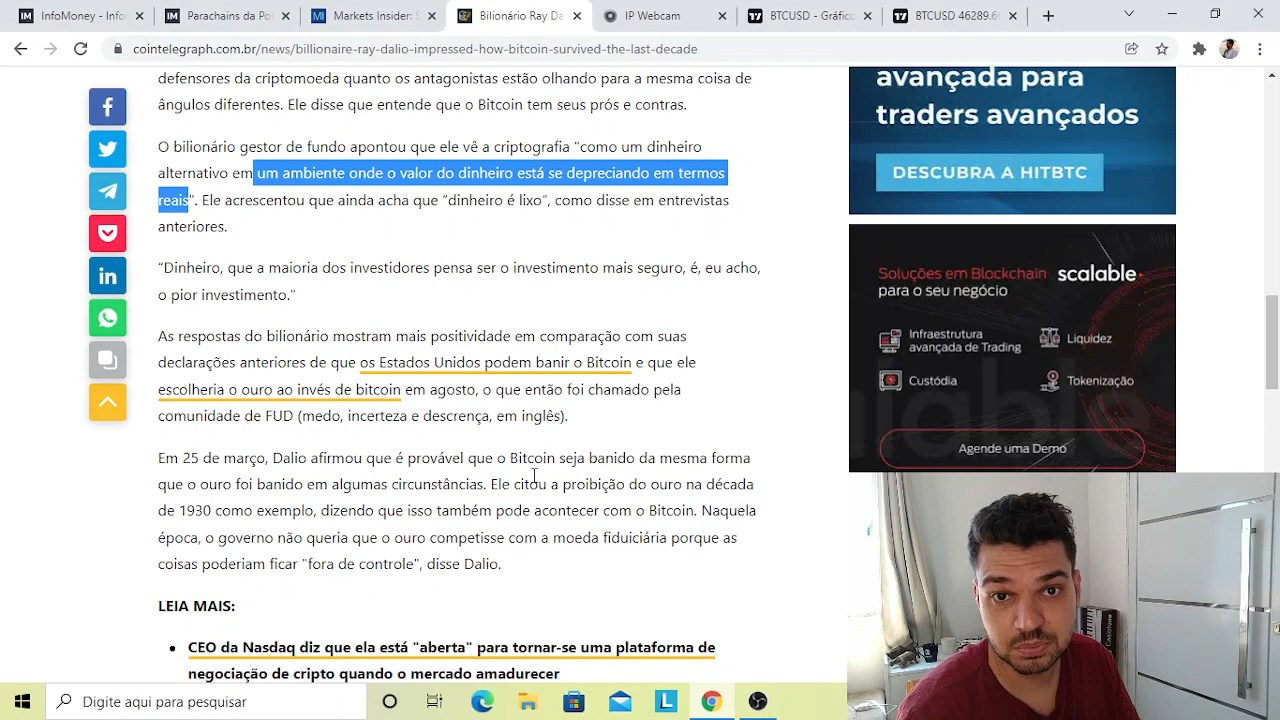 IM InfoMoney - Info
IM Parachains da Pol
M Markets Insider: S
Bilionário Ray Da
IP Webcam
BTCUSD - Gráfico
BTCUSD 46289.6
cointelegraph.com.br/news/billionaire-ray-dalio-impressed-how-bitcoin-survived-the-last-decade
defensores da criptomoeda quanto os antagonistas estão olhando para a mesma coisa de
ângulos diferentes. Ele disse que entende que o Bitcoin tem seus prós e contras.
O bilionário gestor de fundo apontou que ele vê a criptografia "como um dinheiro
alternativo em um ambiente onde o valor do dinheiro está se depreciando em termos
reais". Ele acrescentou que ainda acha que “dinheiro é lixo”, como disse em entrevistas
anteriores.
“Dinheiro, que a maioria dos investidores pensa ser o investimento mais seguro, é, eu acho,
o pior investimento."
As respostas do bilionário mostram mais positividade em comparação com suas
declarações anteriores de que os Estados Unidos podem banir o Bitcoin e que ele
escolheria o ouro ao invés de bitcoin em agosto, o que então foi chamado pela
comunidade de FUD (medo, incerteza e descrença, em inglês).
Em 25 de março, Dalio disse que é provável que o Bitcoin seja banido da mesma forma
que o ouro foi banido em algumas circunstâncias. Ele citou a proibição do ouro na década
de 1930 como exemplo, dizendo que isso também pode acontecer com o Bitcoin. Naquela
época, o governo não queria que o ouro competisse com a moeda fiduciária porque as
coisas poderiam ficar "fora de controle", disse Dalio.
LEIA MAIS:
CEO da Nasdaq diz que ela está "aberta" para tornar-se uma plataforma de
negociação de cripto quando o mercado amadurecer
avançada para
traders avançados
DESCUBRA A HITBTC
Soluções em Blockchain
para o seu negócio
scalable
Infraestrutura
avançada de Trading
Liquidez
Custódia
Tokenização
Agende uma Demo
Casiotone
Digite aqui para pesquisar